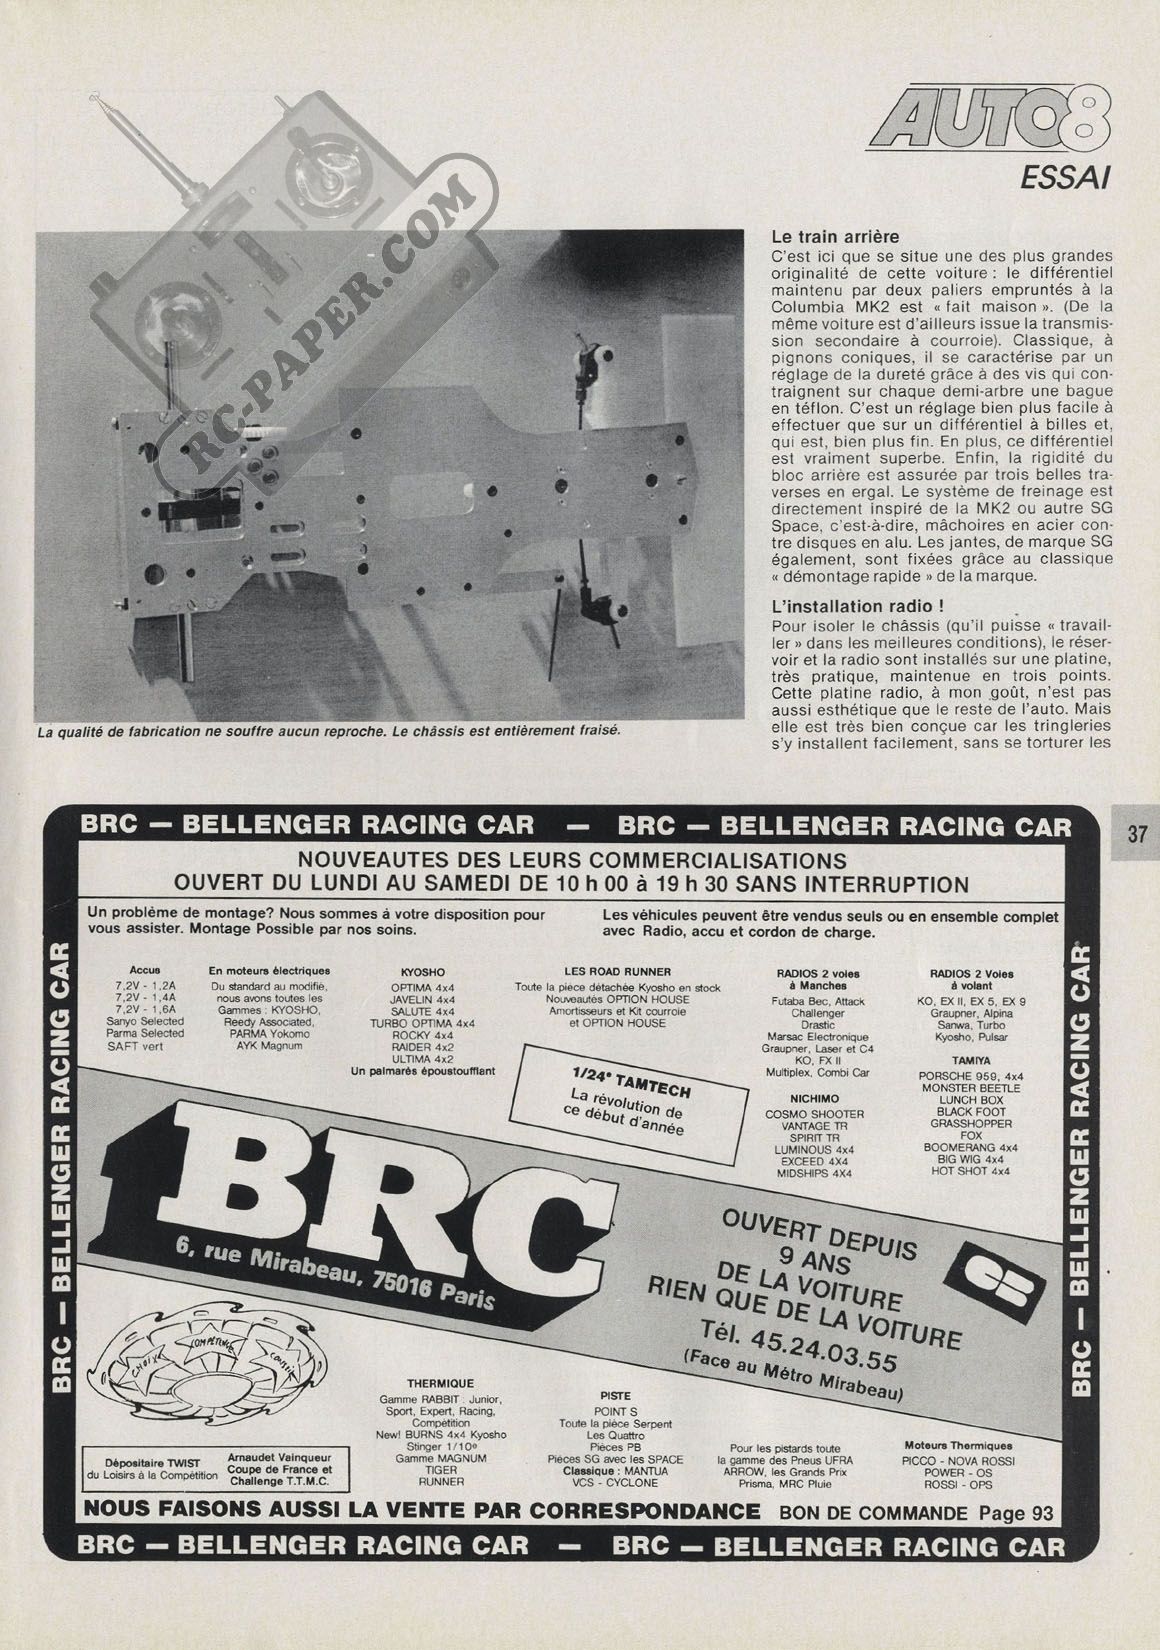 AUTO8
ESSAI
RC-PAPER.COM
La qualité de fabrication ne souffre aucun reproche. Le châssis est entièrement fraisé.
Le train arrière
C'est ici que se situe une des plus grandes
originalité de cette voiture : le différentiel
maintenu par deux paliers empruntés à la
Columbia MK2 est « fait maison ». (De la
même voiture est d'ailleurs issue la transmis-
sion secondaire à courroie). Classique, à
pignons coniques, il se caractérise par un
réglage de la dureté grâce à des vis qui con-
traignent sur chaque demi-arbre une bague
en téflon. C'est un réglage bien plus facile à
effectuer que sur un différentiel à billes et,
qui est, bien plus fin. En plus, ce différentiel
est vraiment superbe. Enfin, la rigidité du
bloc arrière est assurée par trois belles tra-
verses en ergal. Le système de freinage est
directement inspiré de la MK2 ou autre SG
Space, c'est-à-dire, mâchoires en acier con-
tre disques en alu. Les jantes, de marque SG
également, sont fixées grâce au classique
« démontage rapide » de la marque.
L'installation radio !
Pour isoler le châssis (qu'il puisse « travail-
ler » dans les meilleures conditions), le réser-
voir et la radio sont installés sur une platine,
très pratique, maintenue en trois points.
Cette platine radio, à mon goût, n'est pas
aussi esthétique que le reste de l'auto. Mais
elle est très bien conçue car les tringleries
s'y installent facilement, sans se torturer les
37
BRC — BELLENGER RACING CAR — BRC — BELLENGER RACING CAR
NOUVEAUTES DES LEURS COMMERCIALISATIONS
OUVERT DU LUNDI AU SAMEDI DE 10 h 00 à 19 h 30 SANS INTERRUPTION
Un problème de montage? Nous sommes à votre disposition pour
vous assister. Montage Possible par nos soins.
Les véhicules peuvent être vendus seuls ou en ensemble complet
avec Radio, accu et cordon de charge.
Accus
7,2V - 1,2A
7,2V - 1,4A
7,2V - 1,6A
Sanyo Selected
Parma Selected
SAFT vert
En moteurs électriques
Du standard au modifié,
nous avons toutes les
Gammes : KYOSHO,
Reedy Associated,
PARMA Yokomo
AYK Magnum
KYOSHO
OPTIMA 4x4
JAVELIN 4x4
SALUTE 4x4
TURBO OPTIMA 4x4
ROCKY 4x4
RAIDER 4x2
ULTIMA 4x2
Un palmarès époustoufflant
LES ROAD RUNNER
Toute la pièce détachée Kyosho en stock
Nouveautés OPTION HOUSE
Amortisseurs et Kit courroie
et OPTION HOUSE
RADIOS 2 voies
à Manches
Futaba Bec, Attack
Challenger
Drastic
Marsac Electronique
Graupner, Laser et C4
KO, FX II
Multiplex, Combi Car
NICHIMO
COSMO SHOOTER
VANTAGE TR
SPIRIT TR
LUMINOUS 4x4
EXCEED 4X4
MIDSHIPS 4X4
RADIOS 2 Voies
à volant
KO, EX II, EX 5, EX 9
Graupner, Alpina
Sanwa, Turbo
Kyosho, Pulsar
TAMIYA
PORSCHE 959, 4x4
MONSTER BEETLE
LUNCH BOX
BLACK FOOT
GRASSHOPPER
FOX
BOOMERANG 4x4
BIG WIG 4x4
HOT SHOT 4x4
1/24e TAMTECH
La révolution de
ce début d'année
BRC
6, rue Mirabeau, 75016 Paris
OUVERT DEPUIS
9 ANS
DE LA VOITURE
RIEN QUE DE LA VOITURE
Tél. 45.24.03.55
(Face au Métro Mirabeau)
CB
CHOIX
COMPÉTENCE
CONSEIL
Dépositaire TWIST
du Loisirs à la Compétition
Arnaudet Vainqueur
Coupe de France et
Challenge T.T.M.C.
THERMIQUE
Gamme RABBIT : Junior,
Sport, Expert, Racing,
Compétition
New! BURNS 4x4 Kyosho
Stinger 1/10e
Gamme MAGNUM
TIGER
RUNNER
PISTE
POINT S
Toute la pièce Serpent
Les Quattro
Pièces PB
Pièces SG avec les SPACE
Classique : MANTUA
VCS - CYCLONE
Pour les pistards toute
la gamme des Pneus UFRA
ARROW, les Grands Prix
Prisma, MRC Pluie
Moteurs Thermiques
PICCO - NOVA ROSSI
POWER - OS
ROSSI - OPS
NOUS FAISONS AUSSI LA VENTE PAR CORRESPONDANCE BON DE COMMANDE Page 93
BRC — BELLENGER RACING CAR — BRC — BELLENGER RACING CAR
BRC — BELLENGER RACING CAR
BRC — BELLENGER RACING CAR